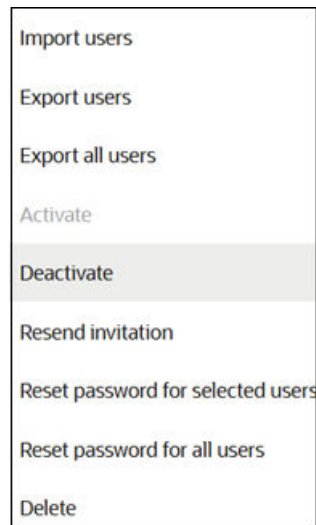 Import users
Export users
Export all users
Activate
Deactivate
Resend invitation
Reset password for selected users
Reset password for all users
Delete